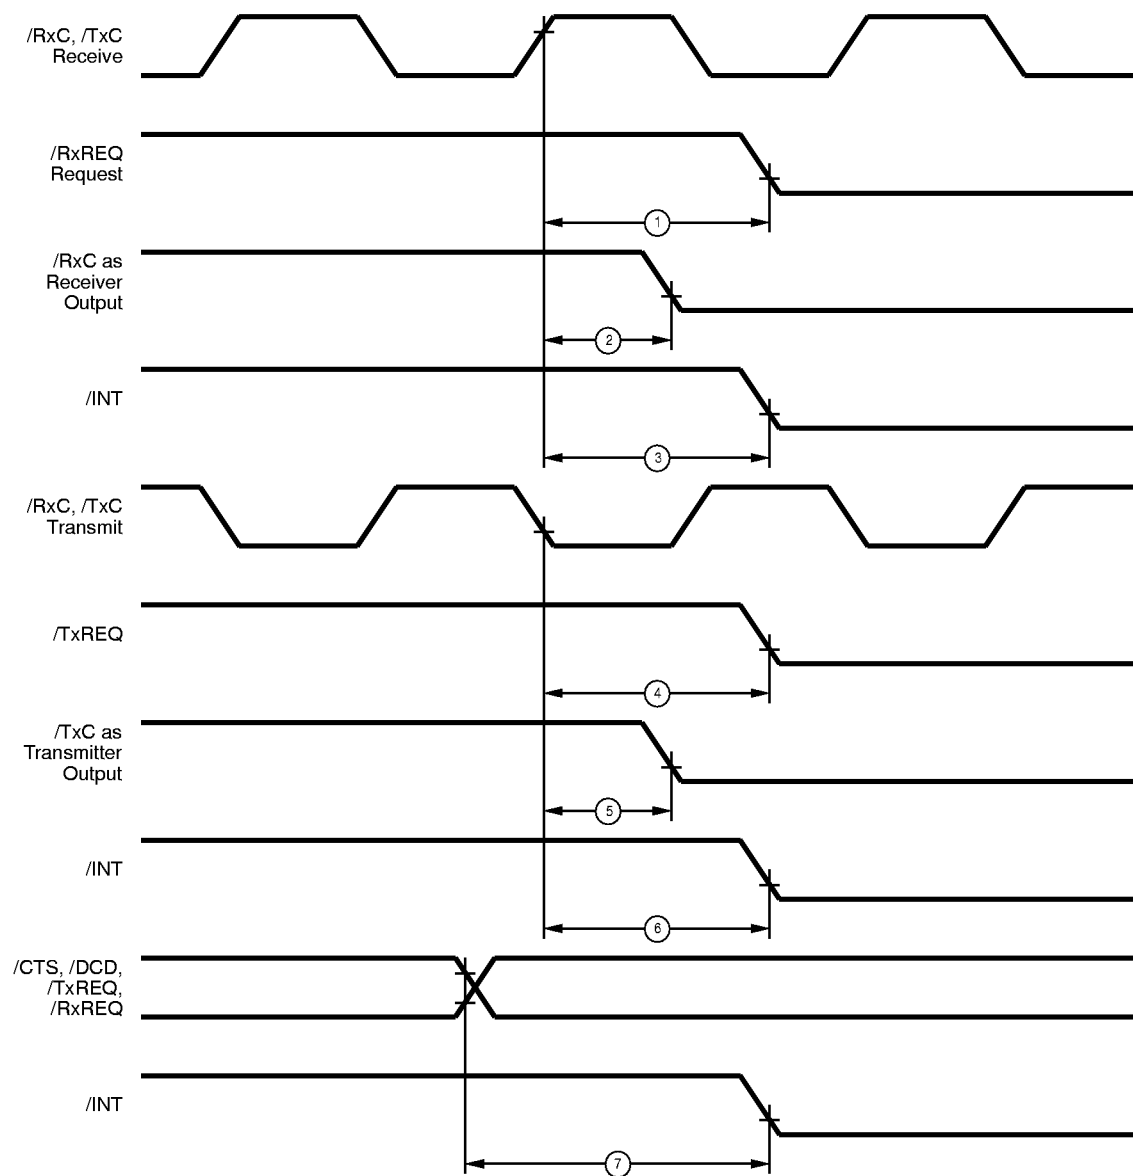 /RxC, /TxC
Receive
/RxREQ
Request
1
/RxC as
Receiver
Output
2
/INT
3
/RxC, /TxC
Transmit
/TxREQ
4
/TxC as
Transmitter
Output
5
/INT
6
/CTS, /DCD,
/TxREQ,
/RxREQ
/INT
7